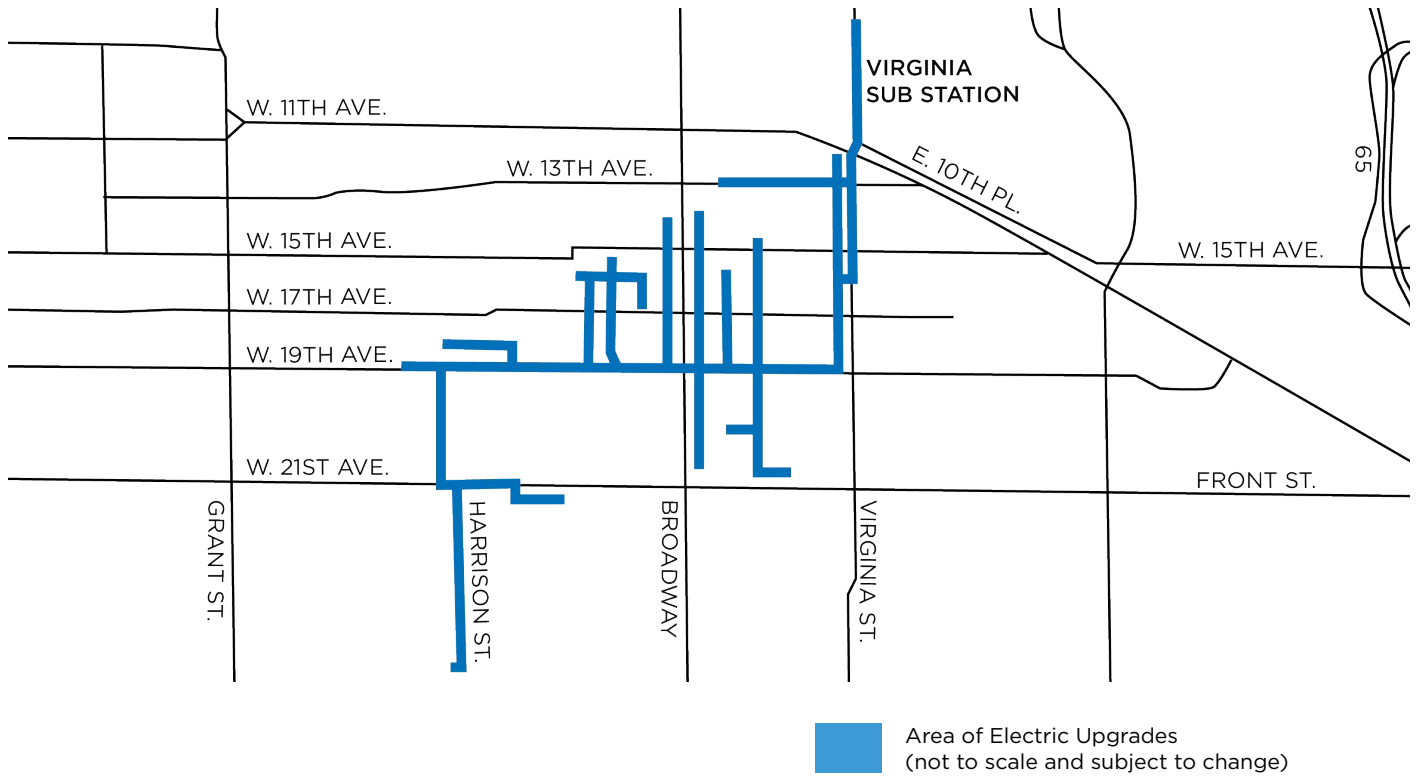 VIRGINIA
SUB STATION
W. 11TH AVE.
E. 10TH PL.
65
W. 13TH AVE.
W. 15TH AVE.
W. 15TH AVE.
W. 17TH AVE.
W. 19TH AVE.
W. 21ST AVE.
FRONT ST.
GRANT ST.
HARRISON ST.
BROADWAY
VIRGINIA ST.
Area of Electric Upgrades
(not to scale and subject to change)